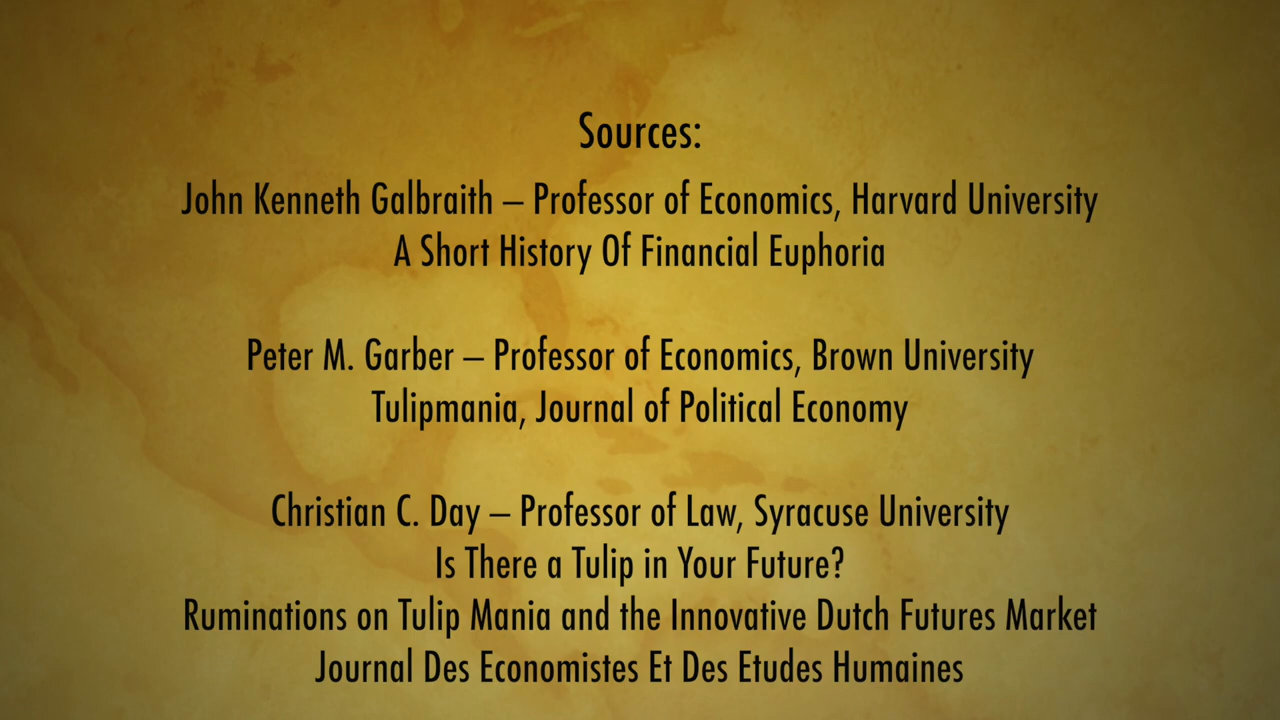 Sources:
John Kenneth Galbraith – Professor of Economics, Harvard University
A Short History Of Financial Euphoria
Peter M. Garber – Professor of Economics, Brown University
Tulipmania, Journal of Political Economy
Christian C. Day – Professor of Law, Syracuse University
Is There a Tulip in Your Future?
Ruminations on Tulip Mania and the Innovative Dutch Futures Market
Journal Des Economistes Et Des Etudes Humaines